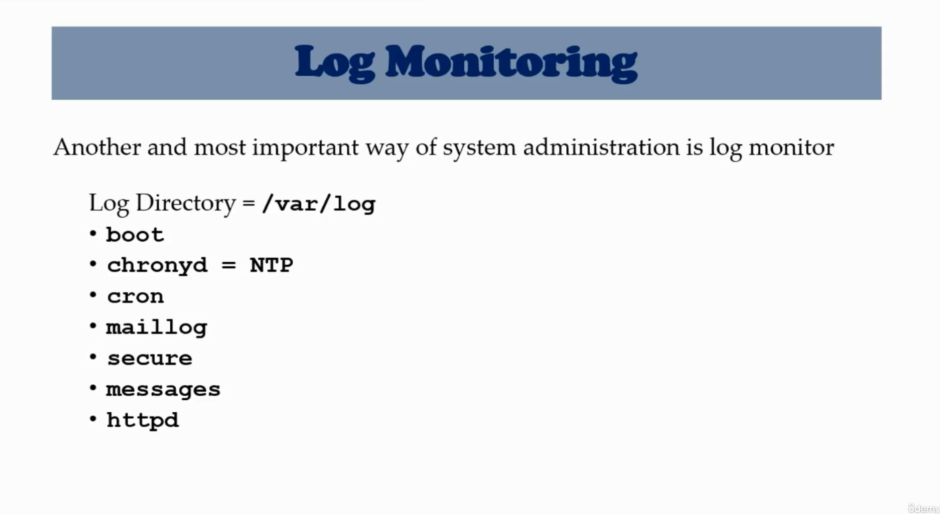 Log Monitoring
Another and most important way of system administration is log monitor
Log Directory = /var/log
• boot
• chronyd = NTP
• cron
• maillog
• secure
• messages
• httpd